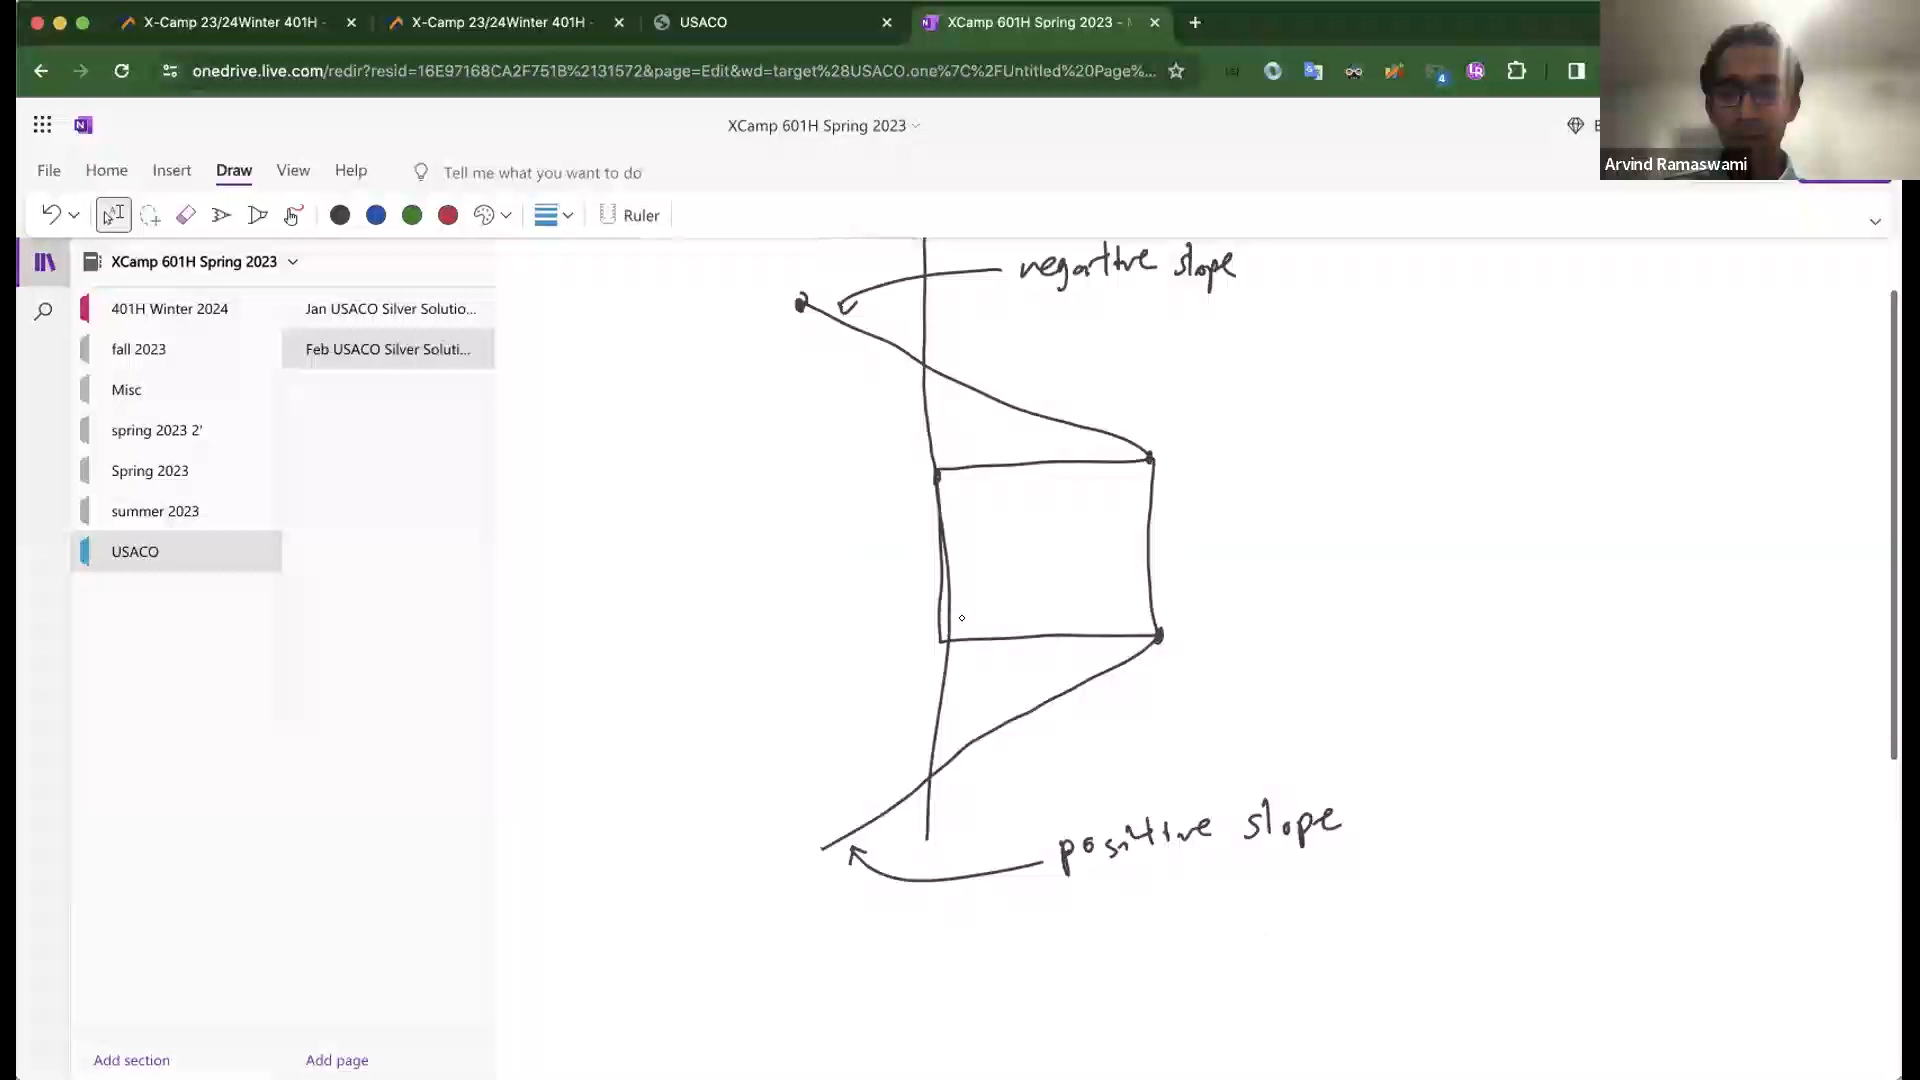 X-Camp 23/24Winter 401H -
X-Camp 23/24Winter 401H -
USACO
XCamp 601H Spring 2023 -
onedrive.live.com/redir?resid=16E97168CA2F751B%2131572&page=Edit&wd=target%28USACO.one%7C%2FUntitled%20Page%...
4
LR
N
XCamp 601H Spring 2023
Arvind Ramaswami
File
Home
Insert
Draw
View
Help
Tell me what you want to do
Ruler
XCamp 601H Spring 2023
401H Winter 2024
fall 2023
Misc
spring 2023 2'
Spring 2023
summer 2023
USACO
Jan USACO Silver Solutio...
Feb USACO Silver Soluti...
negative slope
positive slope
Add section
Add page